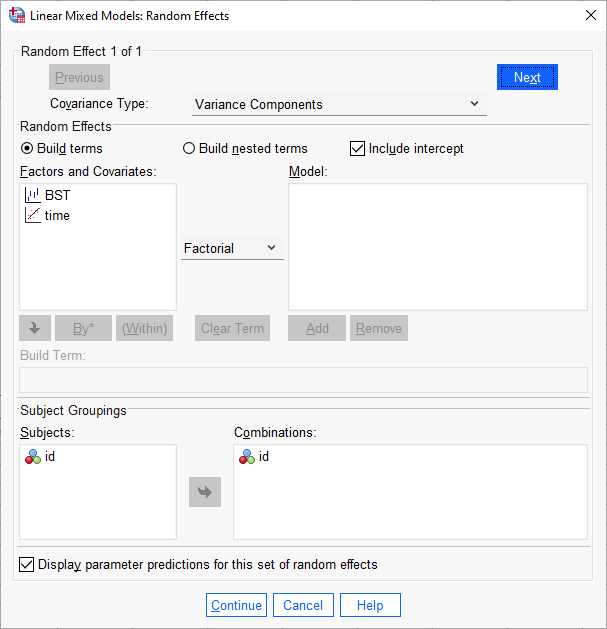 Linear Mixed Models: Random Effects
Random Effect 1 of 1
Previous
Next
Covariance Type:
Variance Components
Random Effects
Build terms
Build nested terms
Include intercept
Factors and Covariates:
Model:
BST
time
Factorial
By*
(Within)
Clear Term
Add
Remove
Build Term:
Subject Groupings
Subjects:
Combinations:
id
id
Display parameter predictions for this set of random effects
Continue
Cancel
Help